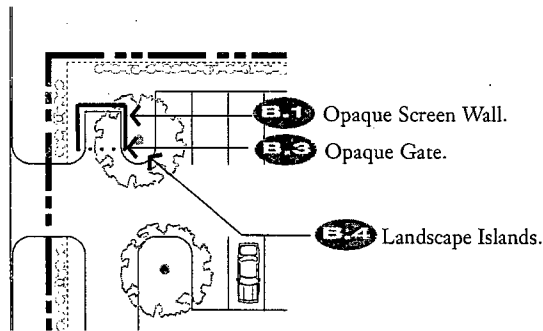 B.1 Opaque Screen Wall.
B.3 Opaque Gate.
B.4 Landscape Islands.